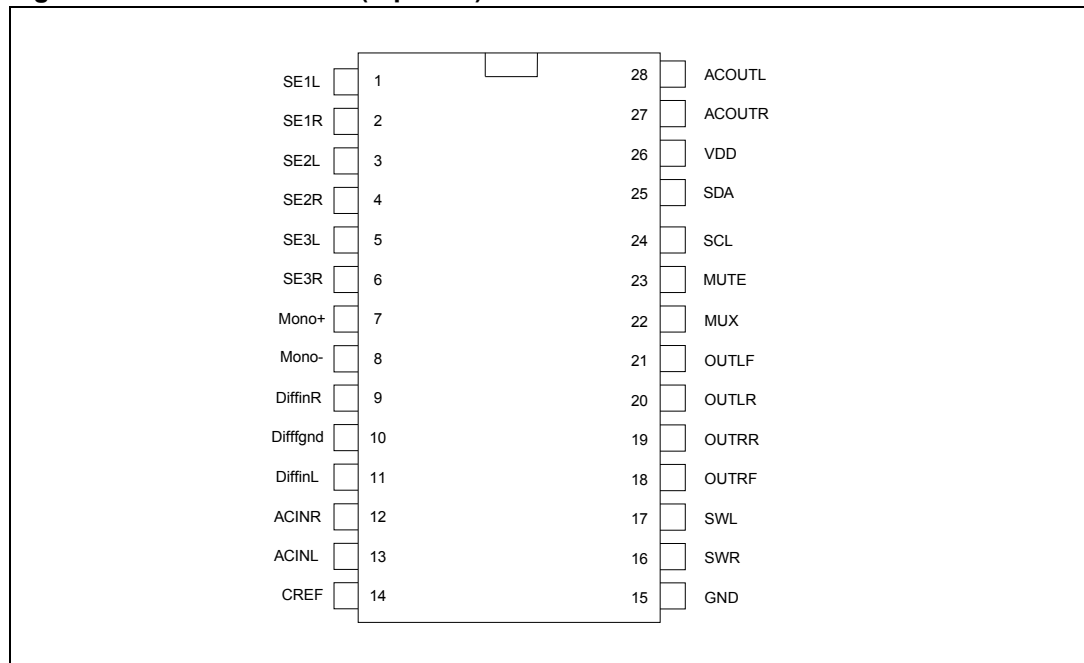 SE1L 1 28 ACOUTL
SE1R 2 27 ACOUTR
SE2L 3 26 VDD
SE2R 4 25 SDA
SE3L 5 24 SCL
SE3R 6 23 MUTE
Mono+ 7 22 MUX
Mono- 8 21 OUTLF
DiffinR 9 20 OUTLR
Difffgnd 10 19 OUTRR
DiffinL 11 18 OUTRF
ACINR 12 17 SWL
ACINL 13 16 SWR
CREF 14 15 GND